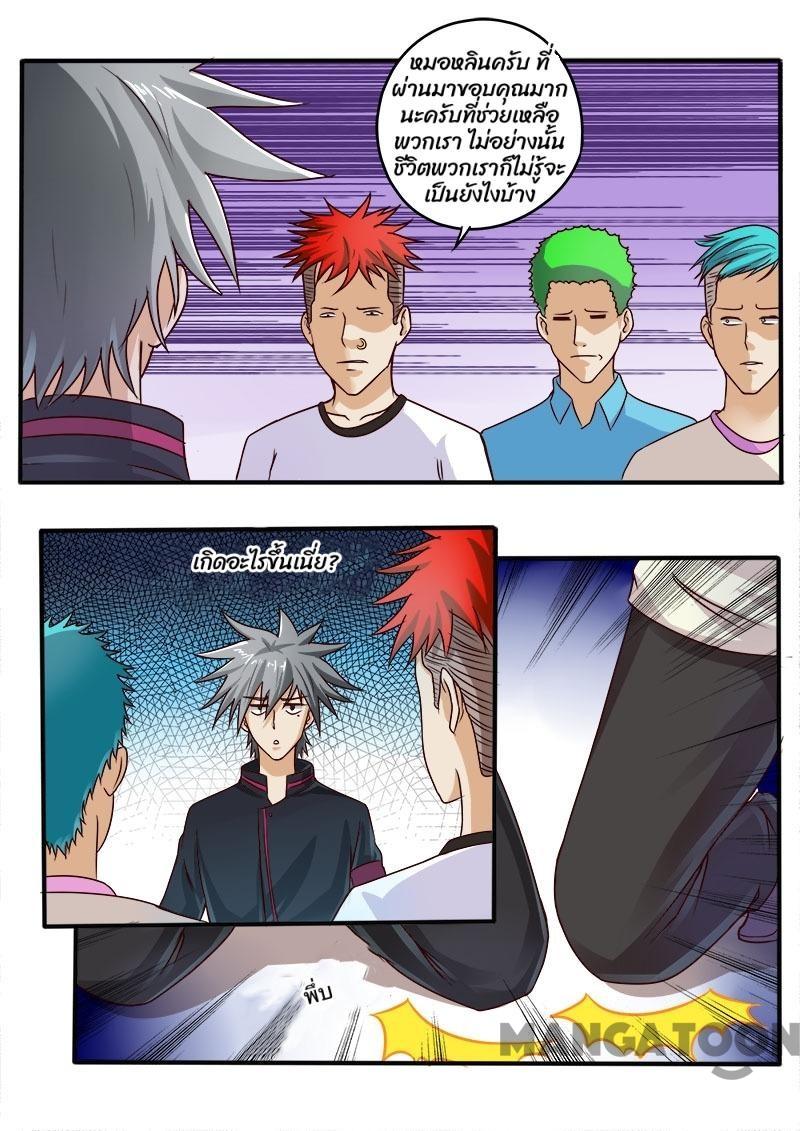 หมอหลินครับ ที่
ผ่านมาขอบคุณมาก
นะครับที่ช่วยเหลือ
พวกเรา ไม่อย่างนั้น
ชีวิตพวกเราก็ไม่รู้จะ
เป็นยังไงบ้าง
เกิดอะไรขึ้นเนี่ย?
พึ่บ
MANGATOON